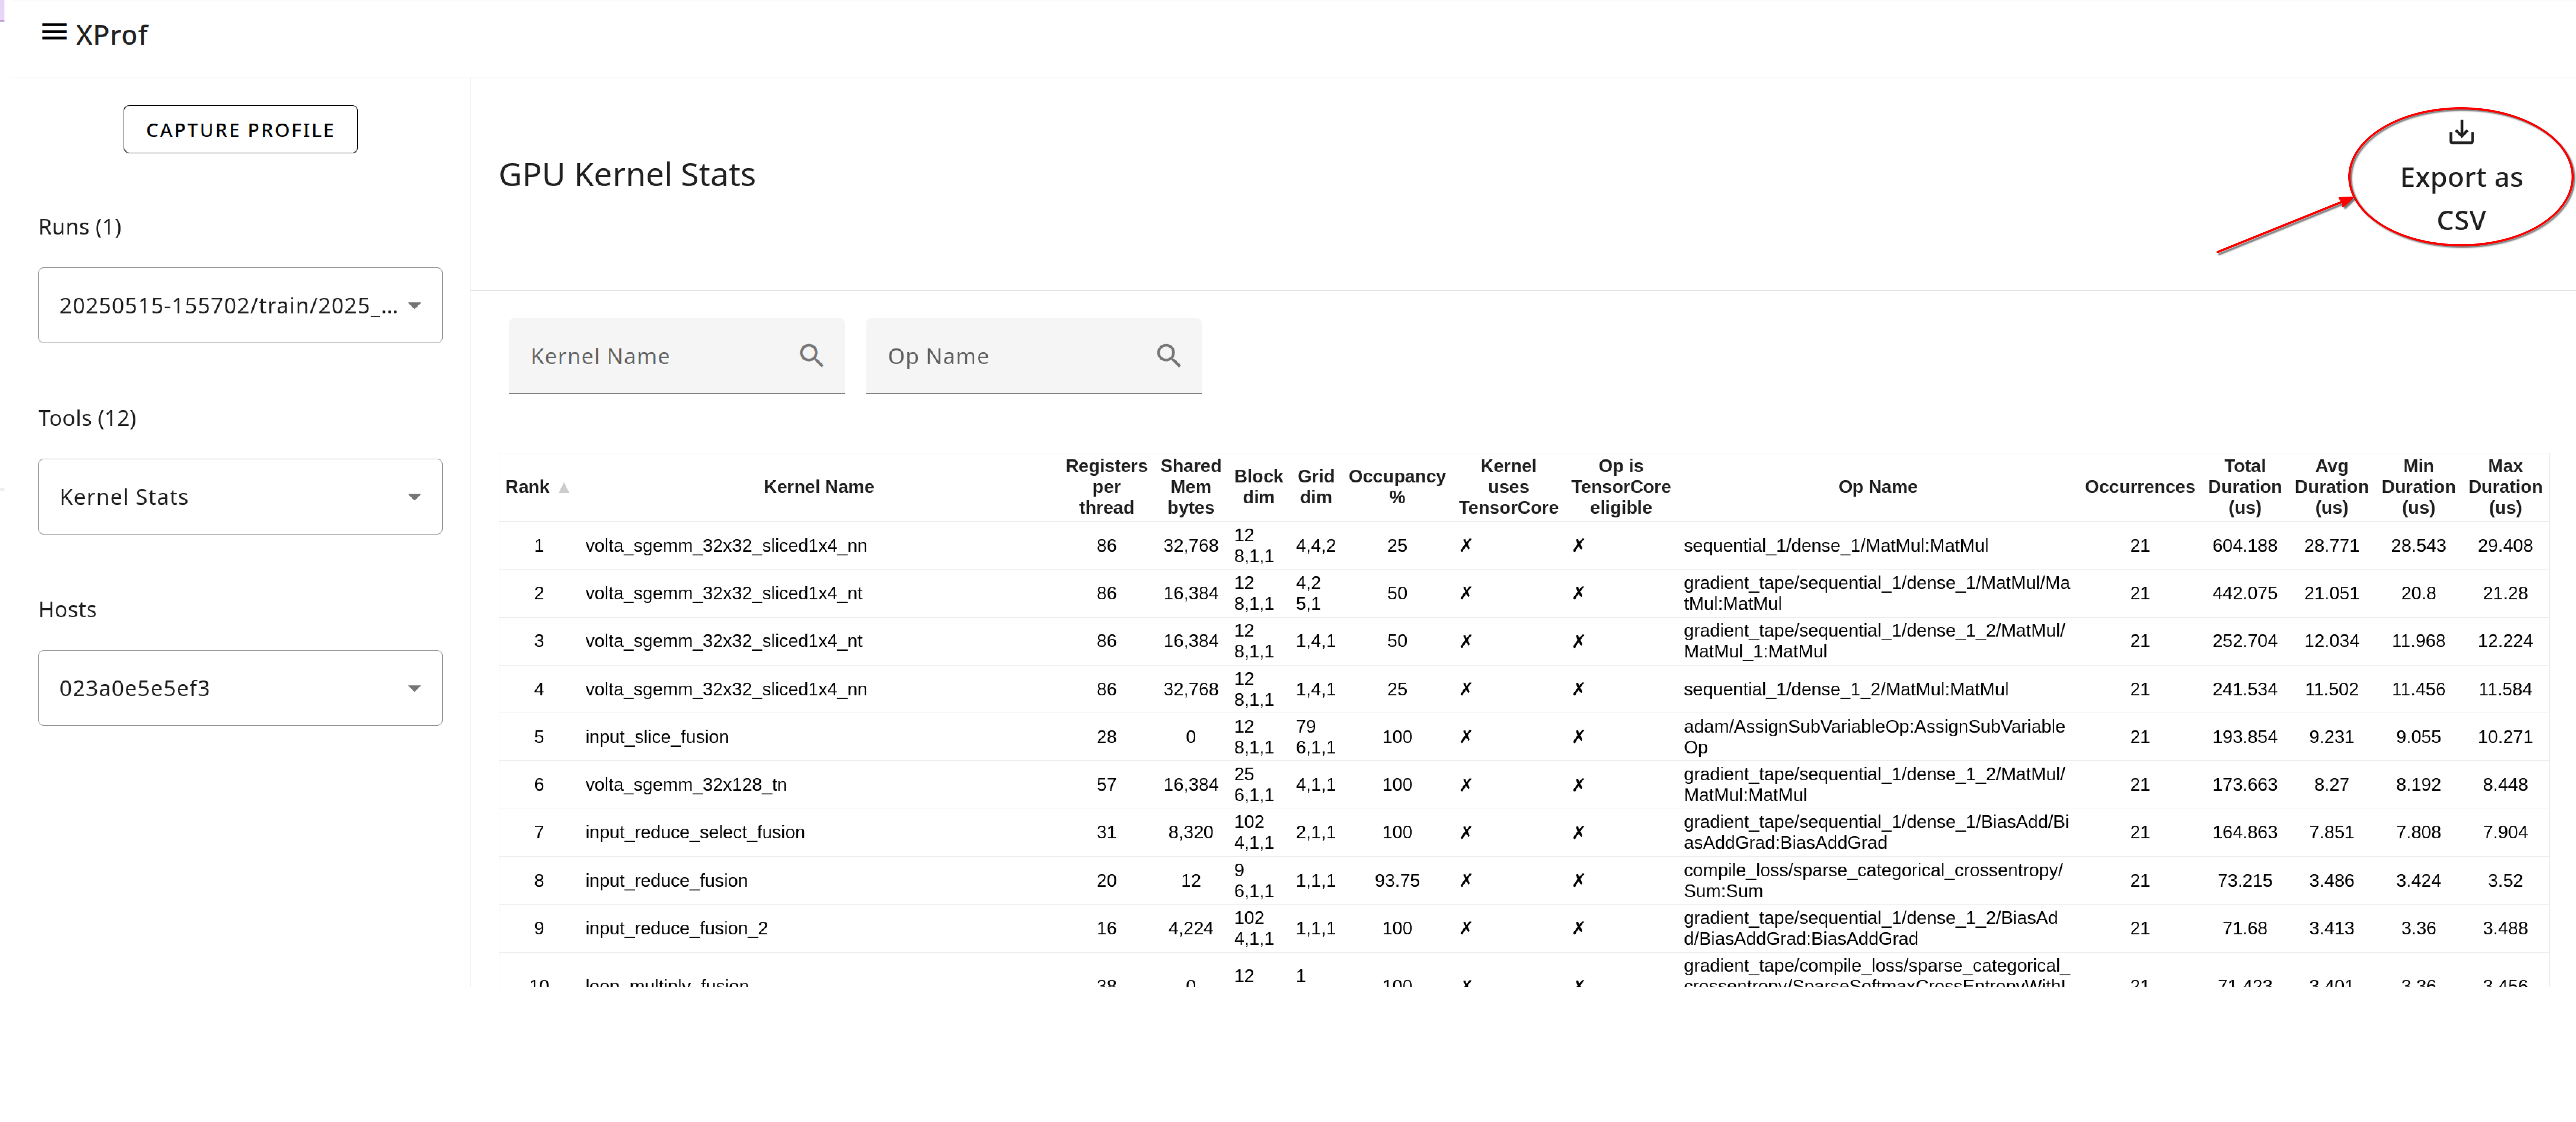 XProf
CAPTURE PROFILE
Runs (1)
20250515-155702/train/2025_...
Tools (12)
Kernel Stats
Hosts
023a0e5e5ef3
GPU Kernel Stats
Export as
CSV
Kernel Name
Op Name
Rank ▲ Kernel Name Registers per thread Shared Mem bytes Block dim Grid dim Occupancy % Kernel uses TensorCore Op is TensorCore eligible Op Name Occurrences Total Duration (us) Avg Duration (us) Min Duration (us) Max Duration (us)
1 volta_sgemm_32x32_sliced1x4_nn 86 32,768 128,1,1 4,4,2 25 ✗ ✗ sequential_1/dense_1/MatMul:MatMul 21 604.188 28.771 28.543 29.408
2 volta_sgemm_32x32_sliced1x4_nt 86 16,384 128,1,1 4,25,1 50 ✗ ✗ gradient_tape/sequential_1/dense_1/MatMul/MatMul:MatMul 21 442.075 21.051 20.8 21.28
3 volta_sgemm_32x32_sliced1x4_nt 86 16,384 128,1,1 1,4,1 50 ✗ ✗ gradient_tape/sequential_1/dense_1_2/MatMul/MatMul_1:MatMul 21 252.704 12.034 11.968 12.224
4 volta_sgemm_32x32_sliced1x4_nn 86 32,768 128,1,1 1,4,1 25 ✗ ✗ sequential_1/dense_1_2/MatMul:MatMul 21 241.534 11.502 11.456 11.584
5 input_slice_fusion 28 0 128,1,1 796,1,1 100 ✗ ✗ adam/AssignSubVariableOp:AssignSubVariableOp 21 193.854 9.231 9.055 10.271
6 volta_sgemm_32x128_tn 57 16,384 256,1,1 4,1,1 100 ✗ ✗ gradient_tape/sequential_1/dense_1_2/MatMul/MatMul:MatMul 21 173.663 8.27 8.192 8.448
7 input_reduce_select_fusion 31 8,320 1024,1,1 2,1,1 100 ✗ ✗ gradient_tape/sequential_1/dense_1/BiasAdd/BiasAddGrad:BiasAddGrad 21 164.863 7.851 7.808 7.904
8 input_reduce_fusion 20 12 96,1,1 1,1,1 93.75 ✗ ✗ compile_loss/sparse_categorical_crossentropy/Sum:Sum 21 73.215 3.486 3.424 3.52
9 input_reduce_fusion_2 16 4,224 1024,1,1 1,1,1 100 ✗ ✗ gradient_tape/sequential_1/dense_1_2/BiasAdd/BiasAddGrad:BiasAddGrad 21 71.68 3.413 3.36 3.488
10 loop_multiply_fusion 38 0 12 1 100 ✗ ✗ gradient_tape/compile_loss/sparse_categorical_crossentropy/SparseSoftmaxCrossEntropyWithL 21 71.423 3.401 3.36 3.456